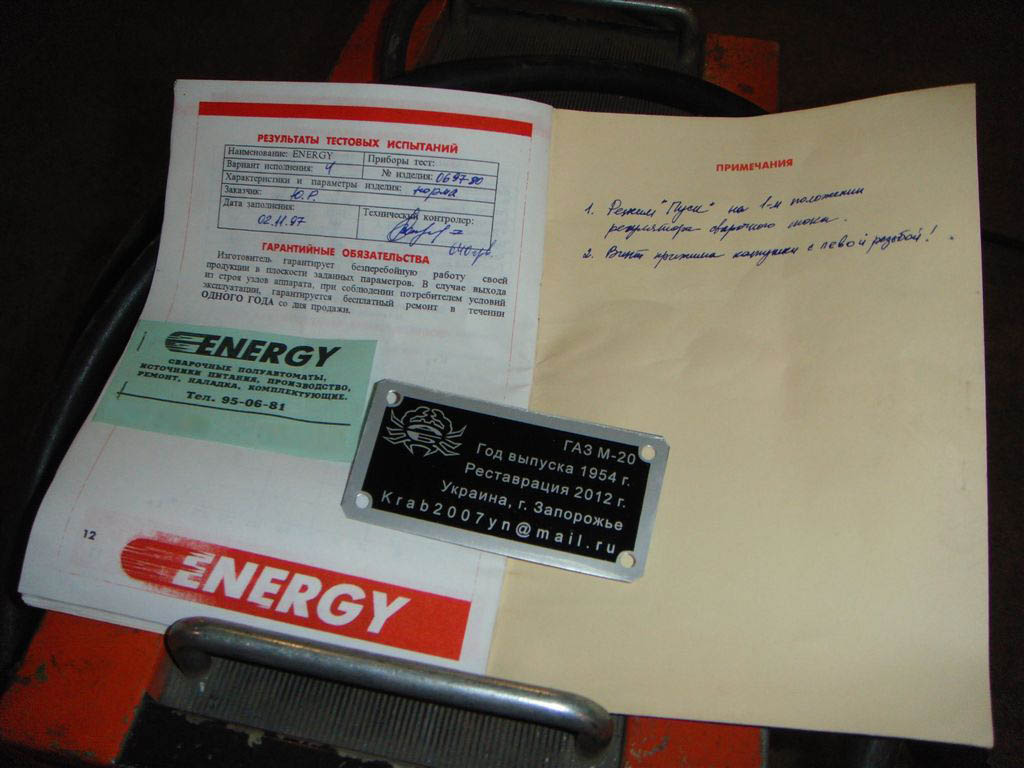 РЕЗУЛЬТАТЫ ТЕСТОВЫХ ИСПЫТАНИЙ
Наименование: ENERGY
Приборы тест:
Вариант исполнения: 4
№ изделия: 069780
Характеристики и параметры изделия: норма
Заказчик: Ю.Р.
Дата заполнения:
02.11.97
Технический контролер:
640 грв.
ГАРАНТИЙНЫЕ ОБЯЗАТЕЛЬСТВА
Изготовитель гарантирует безперебойную работу своей
продукции в плоскости заданных параметров. В случае выхода
из строя узлов аппарата, при соблюдении потребителем условий
эксплуатации, гарантируется бесплатный ремонт в течении
ОДНОГО ГОДА со дня продажи.
ENERGY
СВАРОЧНЫЕ ПОЛУАВТОМАТЫ,
ИСТОЧНИКИ ПИТАНИЯ, ПРОИЗВОДСТВО,
РЕМОНТ, НАЛАДКА, КОМПЛЕКТУЮЩИЕ.
Тел. 95-06-81
12
ENERGY
ПРИМЕЧАНИЯ
1. Режим "Пуск" на 1-м положении
регулятора сварочного тока.
2. Винт прижима катушки с левой резьбой!
ГАЗ М-20
Год выпуска 1954 г.
Реставрация 2012 г.
Украина, г. Запорожье
Krab2007yn@mail.ru